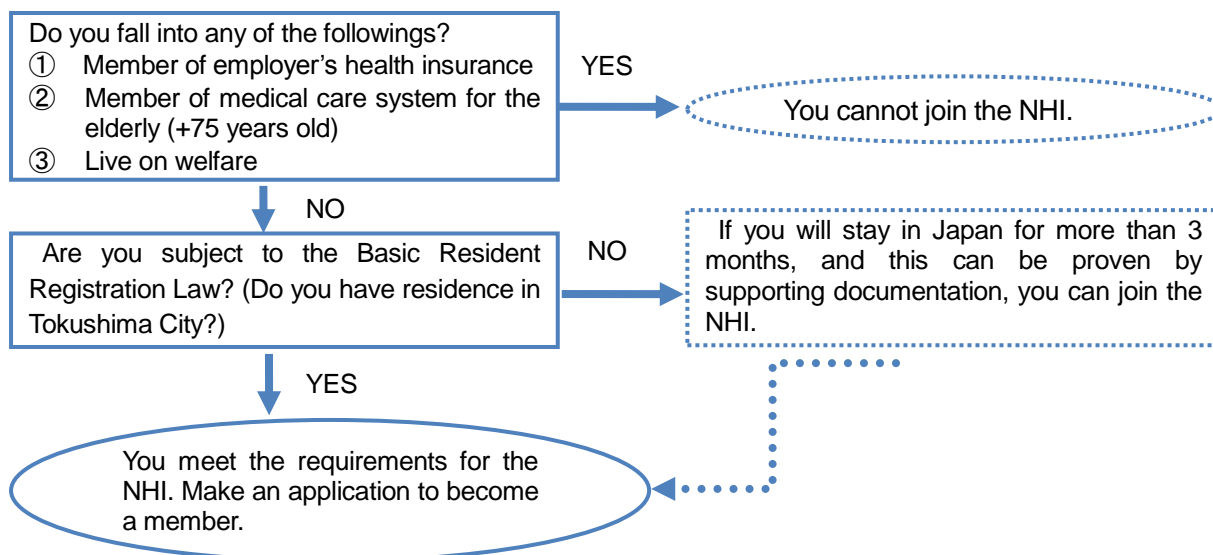 Do you fall into any of the followings?
① Member of employer’s health insurance
② Member of medical care system for the
elderly (+75 years old)
③ Live on welfare
YES
You cannot join the NHI.
NO
Are you subject to the Basic Resident
Registration Law? (Do you have residence in
Tokushima City?)
NO
If you will stay in Japan for more than 3
months, and this can be proven by
supporting documentation, you can join the
NHI.
YES
You meet the requirements for the
NHI. Make an application to become
a member.